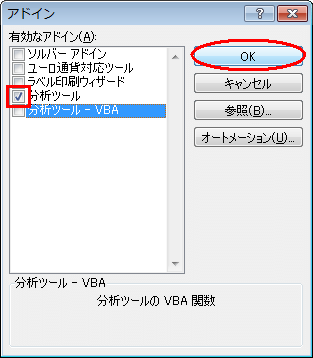 アドイン
有効なアドイン(A):
ソルバー アドイン
ユーロ通貨対応ツール
ラベル印刷ウィザード
分析ツール
分析ツール - VBA
OK
キャンセル
参照(B)...
オートメーション(U)...
分析ツール - VBA
分析ツールの VBA 関数